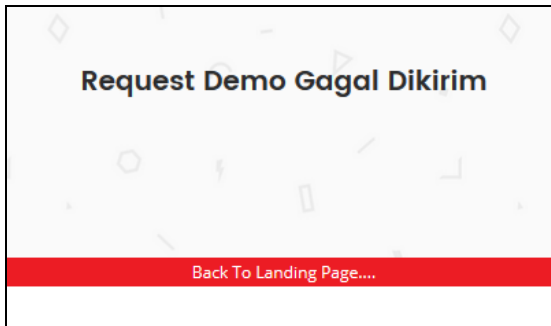 Request Demo Gagal Dikirim
Back To Landing Page....